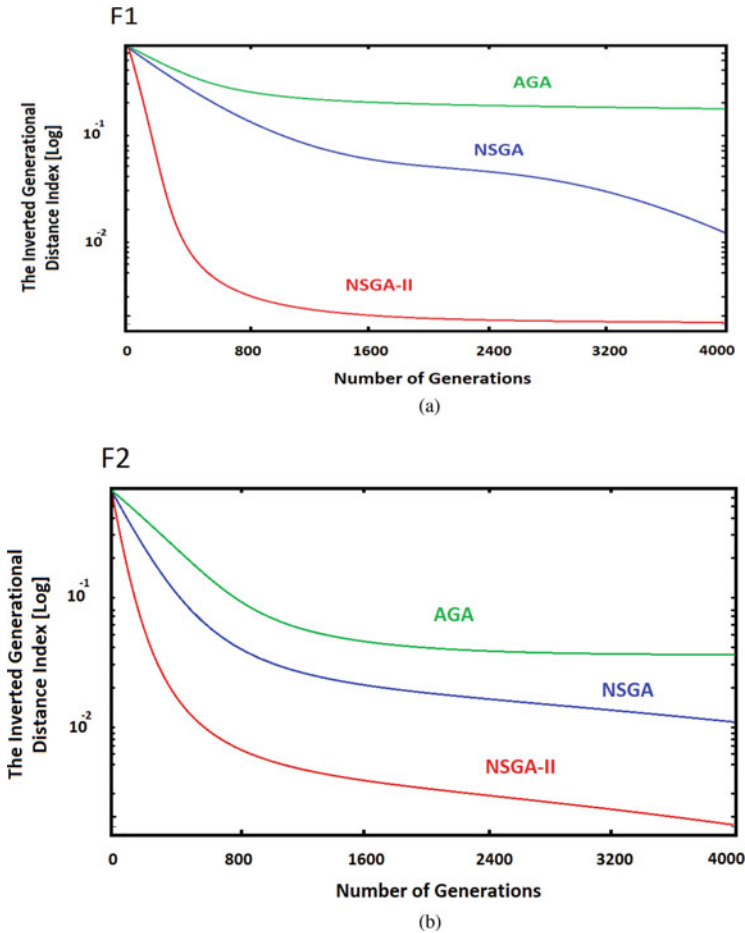 F1
The Inverted Generational
Distance Index [Log]
10-1
10-2
AGA
NSGA
NSGA-II
0 800 1600 2400 3200 4000
Number of Generations
(a)
F2
The Inverted Generational
Distance Index [Log]
10-1
10-2
AGA
NSGA
NSGA-II
0 800 1600 2400 3200 4000
Number of Generations
(b)